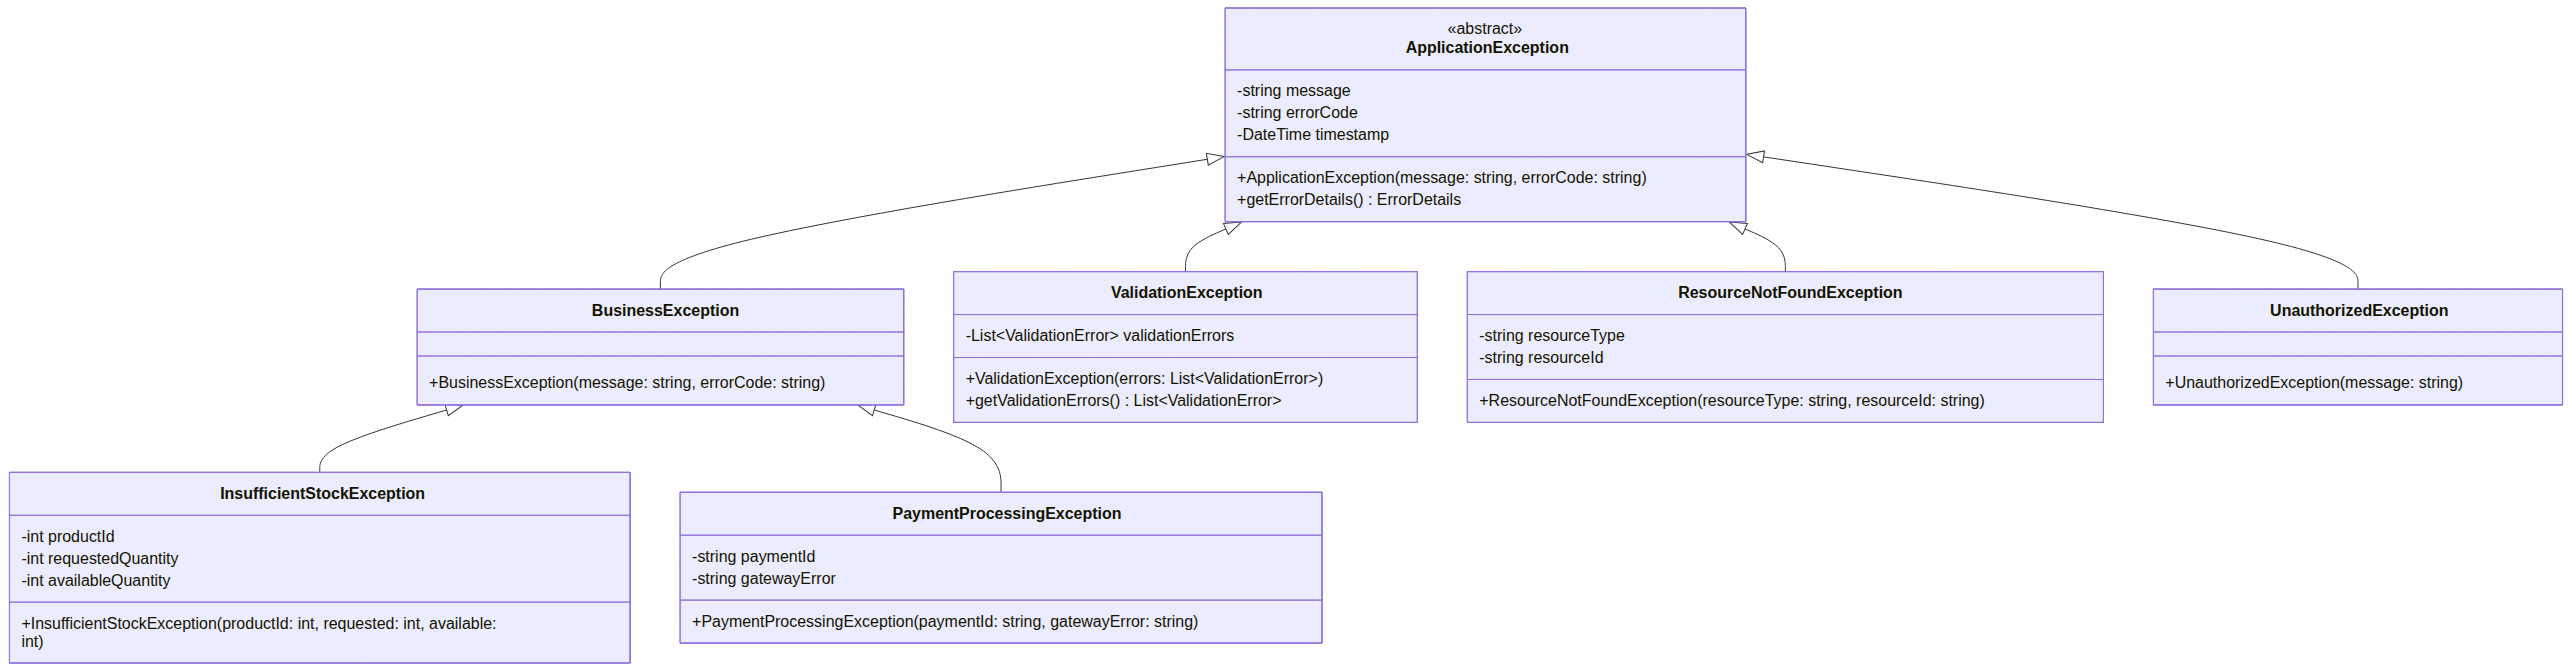 «abstract»
ApplicationException
-string message
-string errorCode
-DateTime timestamp
+ApplicationException(message: string, errorCode: string)
+getErrorDetails() : ErrorDetails
BusinessException
+BusinessException(message: string, errorCode: string)
ValidationException
-List<ValidationError> validationErrors
+ValidationException(errors: List<ValidationError>)
+getValidationErrors() : List<ValidationError>
ResourceNotFoundException
-string resourceType
-string resourceId
+ResourceNotFoundException(resourceType: string, resourceId: string)
UnauthorizedException
+UnauthorizedException(message: string)
InsufficientStockException
-int productId
-int requestedQuantity
-int availableQuantity
+InsufficientStockException(productId: int, requested: int, available:
int)
PaymentProcessingException
-string paymentId
-string gatewayError
+PaymentProcessingException(paymentId: string, gatewayError: string)